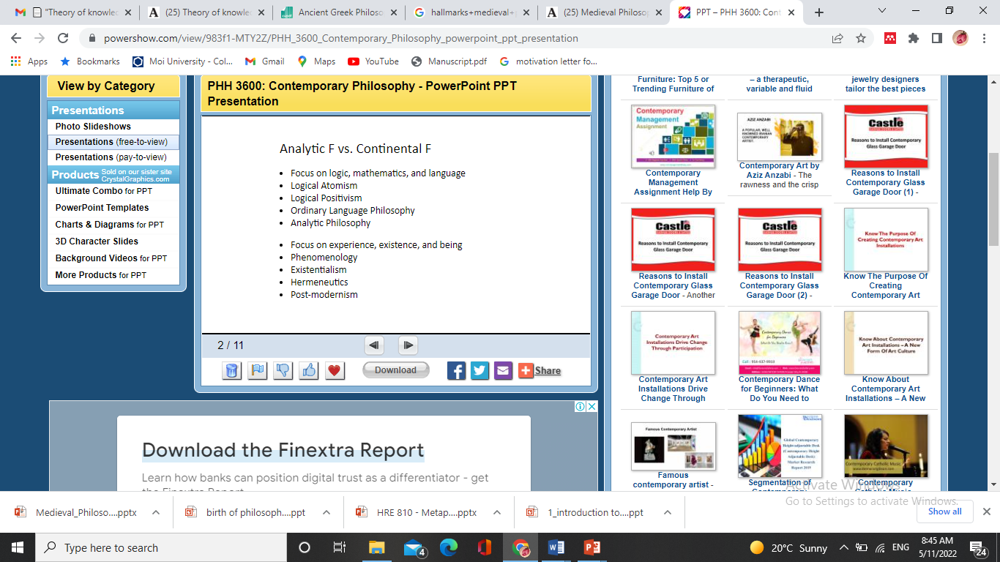 "Theory of knowle
(25) Theory of knowle
Ancient Greek Philoso
hallmarks+medieval+
(25) Medieval Philosop
PPT – PHH 3600: Cont
powershow.com/view/983f1-MTY2Z/PHH_3600_Contemporary_Philosophy_powerpoint_ppt_presentation
Apps
Bookmarks
Moi University - Col...
Gmail
Maps
YouTube
Manuscript.pdf
motivation letter fo...
View by Category
Presentations
Photo Slideshows
Presentations (free-to-view)
Presentations (pay-to-view)
Products Sold on our sister site
CrystalGraphics.com
Ultimate Combo for PPT
PowerPoint Templates
Charts & Diagrams for PPT
3D Character Slides
Background Videos for PPT
More Products for PPT
PHH 3600: Contemporary Philosophy - PowerPoint PPT
Presentation
Analytic F vs. Continental F
• Focus on logic, mathematics, and language
• Logical Atomism
• Logical Positivism
• Ordinary Language Philosophy
• Analytic Philosophy
• Focus on experience, existence, and being
• Phenomenology
• Existentialism
• Hermeneutics
• Post-modernism
2 / 11
Download
Share
Download the Finextra Report
Learn how banks can position digital trust as a differentiator - get
the Finextra Report
Furniture: Top 5 or
Trending Furniture of
– a therapeutic,
variable and fluid
jewelry designers
tailor the best pieces
Contemporary
Management
Assignment
Contemporary
Management
Assignment Help By
AZIZ ANZABI
A POPULAR, WELL
KNOWNED IRANIAN
CONTEMPORARY
ARTIST.
Contemporary Art by
Aziz Anzabi - The
rawness and the crisp
Castle
Reasons to Install Contemporary
Glass Garage Door
Reasons to Install
Contemporary Glass
Garage Door (1) -
Castle
Reasons to Install Contemporary
Glass Garage Door
Reasons to Install
Contemporary Glass
Garage Door - Another
Castle
Reasons to Install Contemporary
Glass Garage Door
Reasons to Install
Contemporary Glass
Garage Door (2) -
Know The Purpose Of
Creating Contemporary Art
Installations
Know The Purpose Of
Creating
Contemporary Art
Contemporary Art
Installations Drive Change
Through Participation
Contemporary Art
Installations Drive
Change Through
Contemporary Dance
for Beginners
Contemporary Dance
for Beginners: What
Do You Need to
Know About Contemporary
Art Installations – A New
Form Of Art Culture
Know About
Contemporary Art
Installations – A New
Famous Contemporary Artist
Famous
contemporary artist -
Global Contemporary
Height-adjustable Desk
(Contemporary Height
Adjustable Desk)
Market Research
Report 2019
Segmentation of
Contemporary
Contemporary Catholic Music
Contemporary
Catholic Music
Activate Windows
Go to Settings to activate Windows.
Medieval_Philoso....pptx
birth of philosoph....ppt
HRE 810 - Metap....pptx
1_introduction to....ppt
Show all
Type here to search
4
20°C Sunny
ENG
8:45 AM
5/11/2022
24